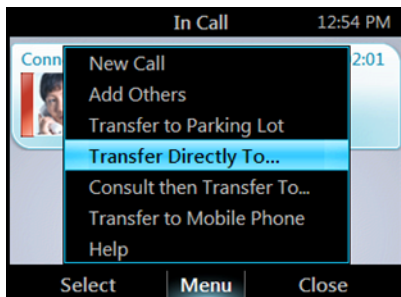 In Call 12:54 PM
Conn 2:01
New Call
Add Others
Transfer to Parking Lot
Transfer Directly To...
Consult then Transfer To...
Transfer to Mobile Phone
Help
Select Menu Close